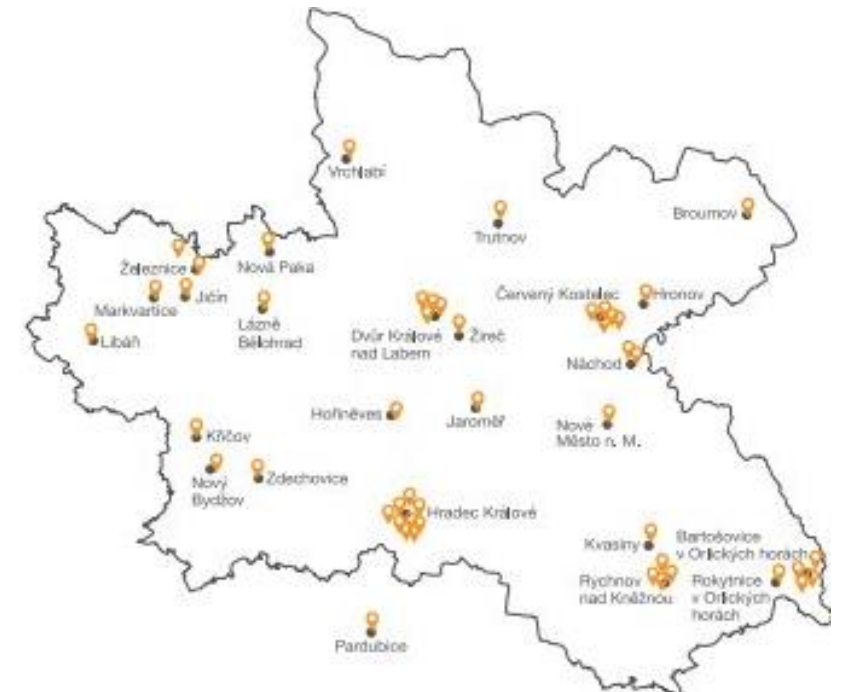 Vrchlabí
Broumov
Trutnov
Železnice
Nová Paka
Markvartice
Jičín
Lázně
Bělohrad
Libáň
Červený Kostelec
Hronov
Dvůr Králové
nad Labem
Žireč
Náchod
Hořiněves
Jaroměř
Nové
Město n. M.
Křičov
Nový
Bydžov
Zdechovice
Hradec Králové
Kvasiny
Bartošovice
v Orlických horách
Rychnov
nad Kněžnou
Rokytnice
v Orlických
horách
Pardubice